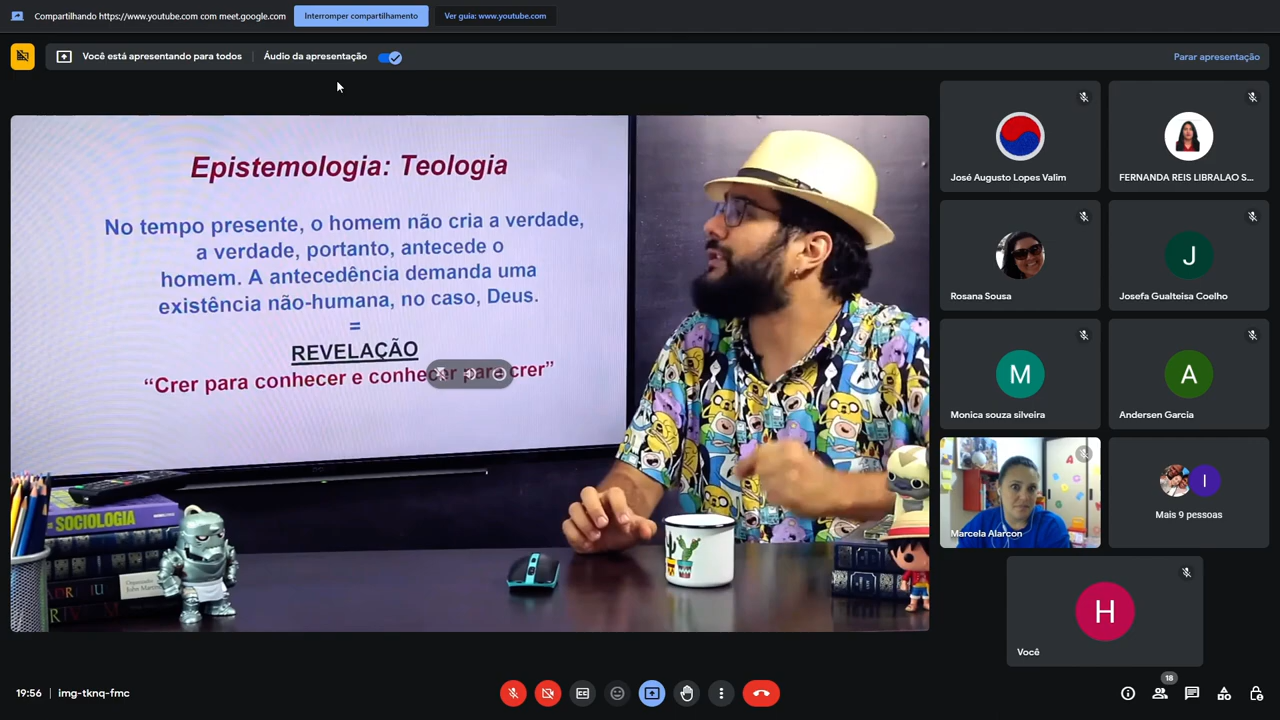 Compartilhando https://www.youtube.com com meet.google.com
Interromper compartilhamento
Ver guia: www.youtube.com
Você está apresentando para todos
Áudio da apresentação
Parar apresentação
Epistemologia: Teologia
No tempo presente, o homem não cria a verdade,
a verdade, portanto, antecede o
homem. A antecedência demanda uma
existência não-humana, no caso, Deus.
=
REVELAÇÃO
“Crer para conhecer e conhecer para crer”
SOCIOLOGIA
José Augusto Lopes Valim
FERNANDA REIS LIBRALAO S...
Rosana Sousa
J
Josefa Gualteisa Coelho
M
Monica souza silveira
A
Andersen Garcia
Marcela Alarcon
I
Mais 9 pessoas
H
Você
19:56
img-tknq-fmc
18